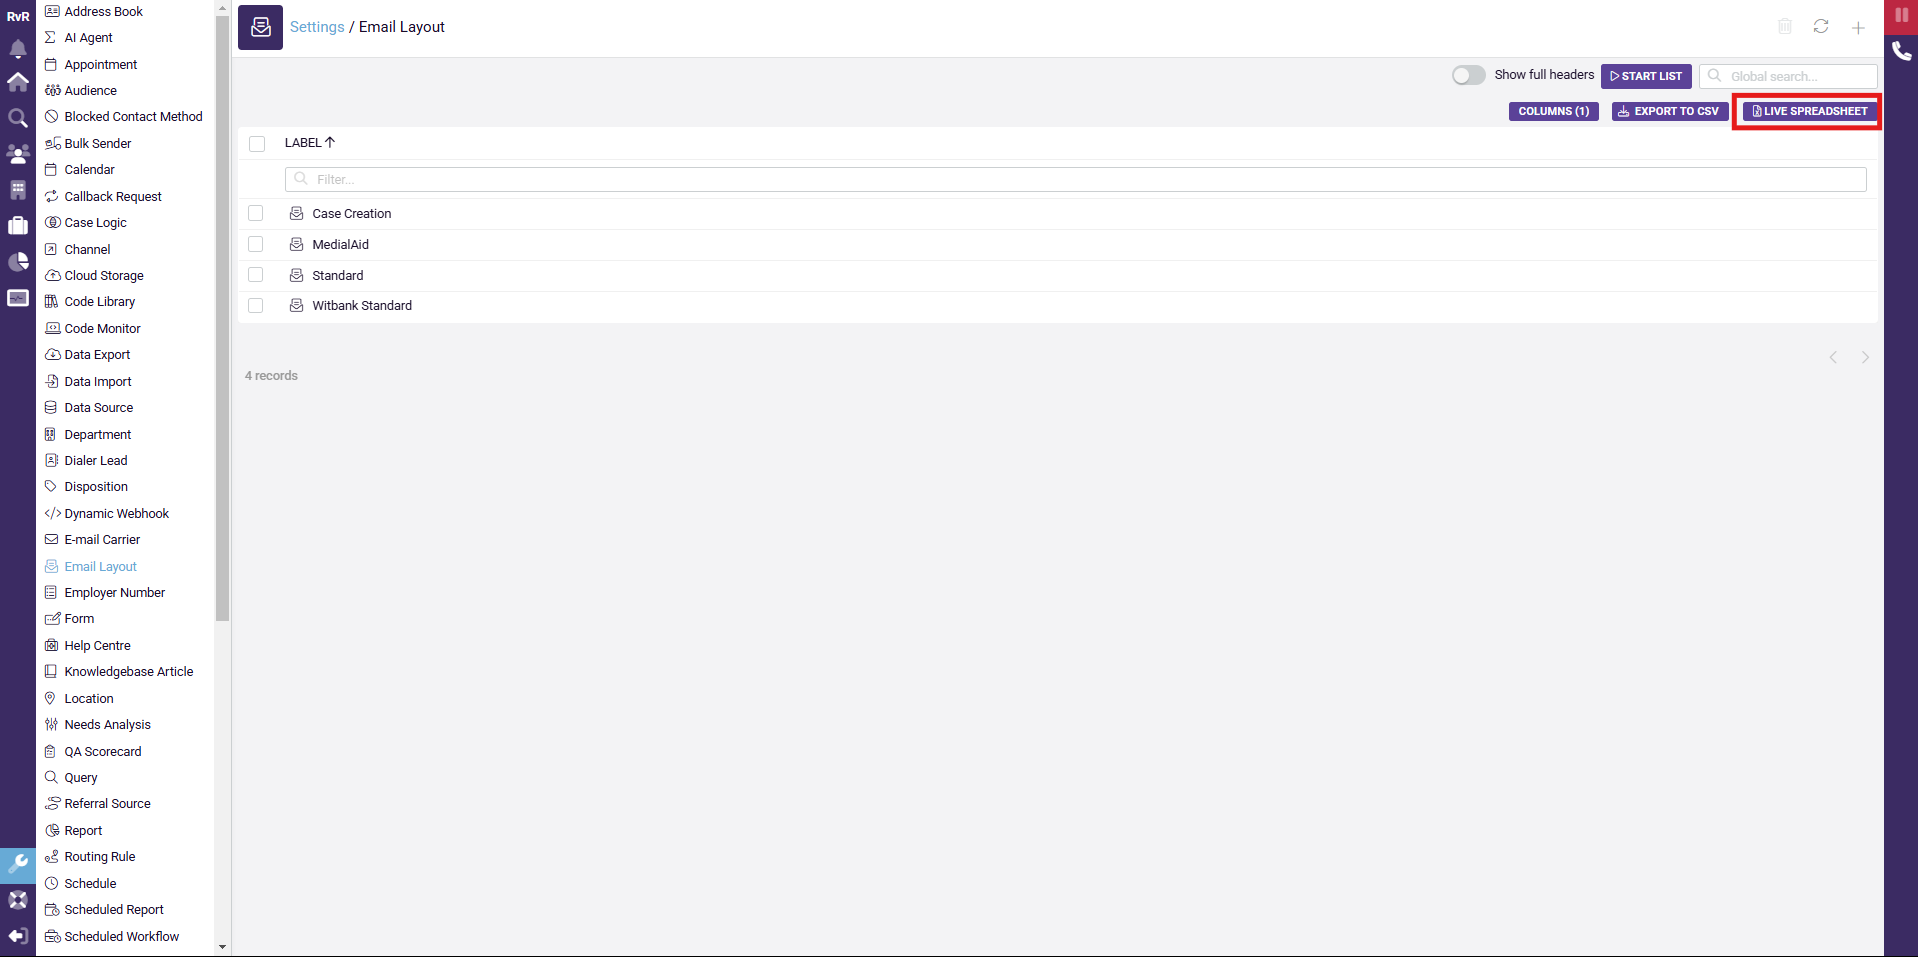 RvR
Address Book
AI Agent
Appointment
Audience
Blocked Contact Method
Bulk Sender
Calendar
Callback Request
Case Logic
Channel
Cloud Storage
Code Library
Code Monitor
Data Export
Data Import
Data Source
Department
Dialer Lead
Disposition
Dynamic Webhook
E-mail Carrier
Email Layout
Employer Number
Form
Help Centre
Knowledgebase Article
Location
Needs Analysis
QA Scorecard
Query
Referral Source
Report
Routing Rule
Schedule
Scheduled Report
Scheduled Workflow
Settings / Email Layout
Show full headers
START LIST
Global search...
COLUMNS (1)
EXPORT TO CSV
LIVE SPREADSHEET
LABEL
Filter...
Case Creation
MedialAid
Standard
Witbank Standard
4 records